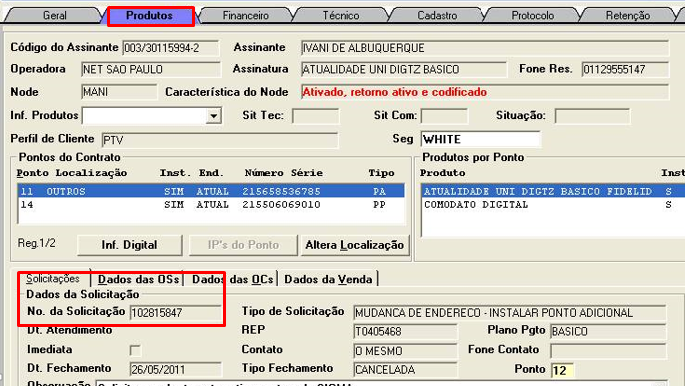 Geral Produtos Financeiro Técnico Cadastro Protocolo Retenção
Código do Assinante 003/30115994-2 Assinante IVANI DE ALBUQUERQUE
Operadora NET SAO PAULO Assinatura ATUALIDADE UNI DIGTZ BASICO Fone Res. 01129555147
Node MANI Característica do Node Ativado, retorno ativo e codificado
Inf. Produtos Sit Tec: Sit Com: Situação:
Perfil de Cliente PTV Seg WHITE
Pontos do Contrato Produtos por Ponto
Ponto Localização Inst. End. Número Série Tipo Produto Inst
11 OUTROS SIM ATUAL 215658536785 PA ATUALIDADE UNI DIGTZ BASICO FIDELID S
14 SIM ATUAL 215506069010 PP COMODATO DIGITAL S
Reg.1/2 Inf. Digital IP's do Ponto Altera Localização
Solicitações Dados das OSs Dados das OCs Dados da Venda
Dados da Solicitação
No. da Solicitação 102815847 Tipo de Solicitação MUDANCA DE ENDERECO - INSTALAR PONTO ADICIONAL
Dt. Atendimento REP T0405468 Plano Pgto BASICO
Imediata Contato O MESMO Fone Contato
Dt. Fechamento 26/05/2011 Tipo Fechamento CANCELADA Ponto 12